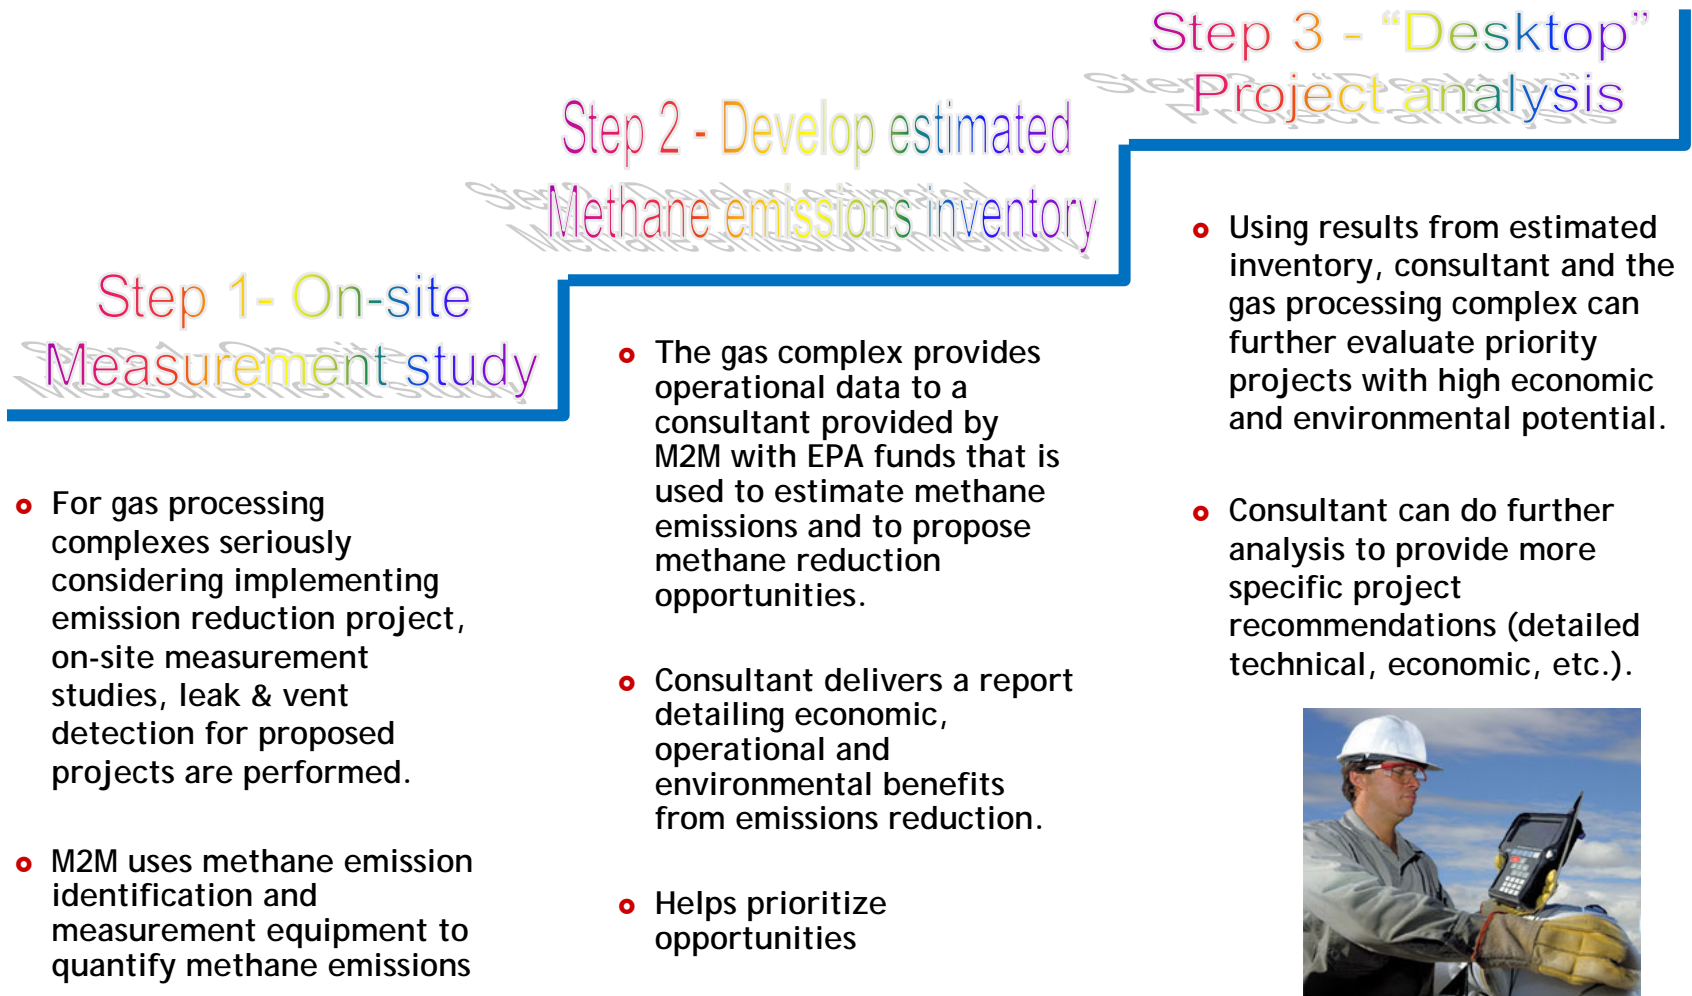 Step 1- On-site
Measurement study
For gas processing
complexes seriously
considering implementing
emission reduction project,
on-site measurement
studies, leak & vent
detection for proposed
projects are performed.
M2M uses methane emission
identification and
measurement equipment to
quantify methane emissions
Step 2 - Develop estimated
Methane emissions inventory
The gas complex provides
operational data to a
consultant provided by
M2M with EPA funds that is
used to estimate methane
emissions and to propose
methane reduction
opportunities.
Consultant delivers a report
detailing economic,
operational and
environmental benefits
from emissions reduction.
Helps prioritize
opportunities
Step 3 - “Desktop”
Project analysis
Using results from estimated
inventory, consultant and the
gas processing complex can
further evaluate priority
projects with high economic
and environmental potential.
Consultant can do further
analysis to provide more
specific project
recommendations (detailed
technical, economic, etc.).